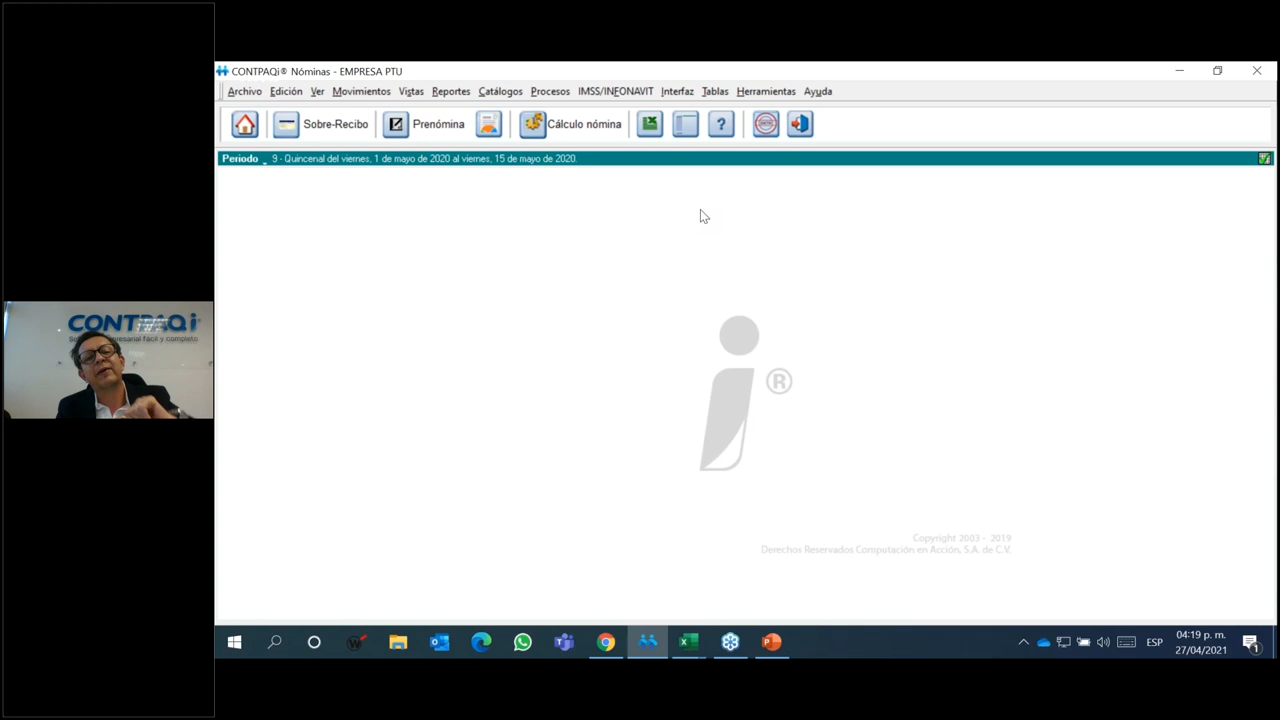 CONTPAQi® Nóminas - EMPRESA PTU
Archivo Edición Ver Movimientos Vistas Reportes Catálogos Procesos IMSS/INFONAVIT Interfaz Tablas Herramientas Ayuda
Sobre-Recibo Prenómina Cálculo nómina ?
Periodo _ 9 - Quincenal del viernes, 1 de mayo de 2020 al viernes, 15 de mayo de 2020.
CONTPAQi
i®
Copyright 2003 - 2019
Derechos Reservados Computación en Acción, S.A. de C.V.
ESP
04:19 p. m.
27/04/2021
1